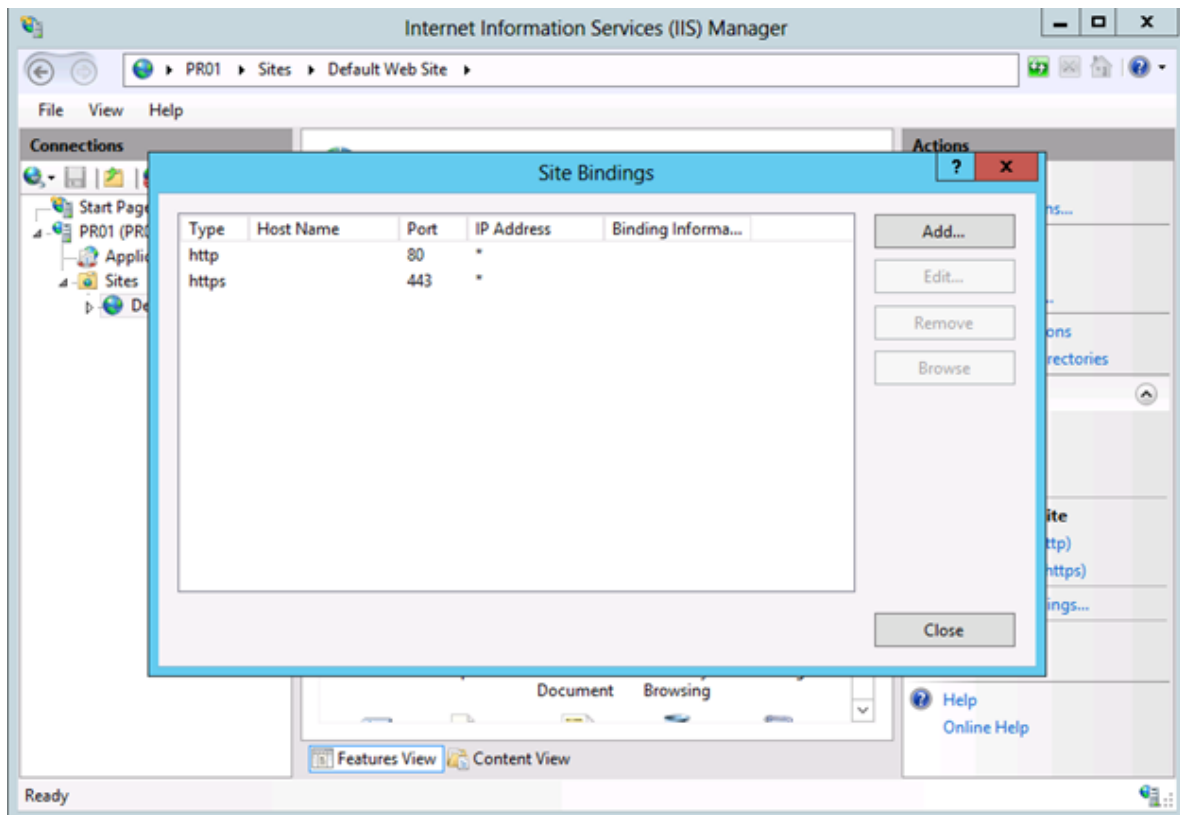 Internet Information Services (IIS) Manager
PR01 Sites Default Web Site
File View Help
Connections
Actions
Site Bindings
? X
Start Page
PR01 (PR0
Applic
Sites
De
Type Host Name Port IP Address Binding Informa...
http 80 *
https 443 *
Add...
Edit...
Remove
Browse
Close
ns...
..
ons
rectories
ite
ttp)
https)
ings...
Document Browsing
Help
Online Help
Features View Content View
Ready